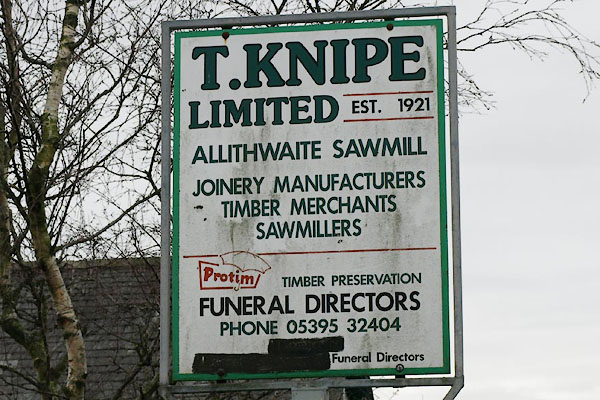 T.KNIPE
LIMITED EST. 1921
ALLITHWAITE SAWMILL
JOINERY MANUFACTURERS
TIMBER MERCHANTS
SAWMILLERS
Protim TIMBER PRESERVATION
FUNERAL DIRECTORS
PHONE 05395 32404
Funeral Directors